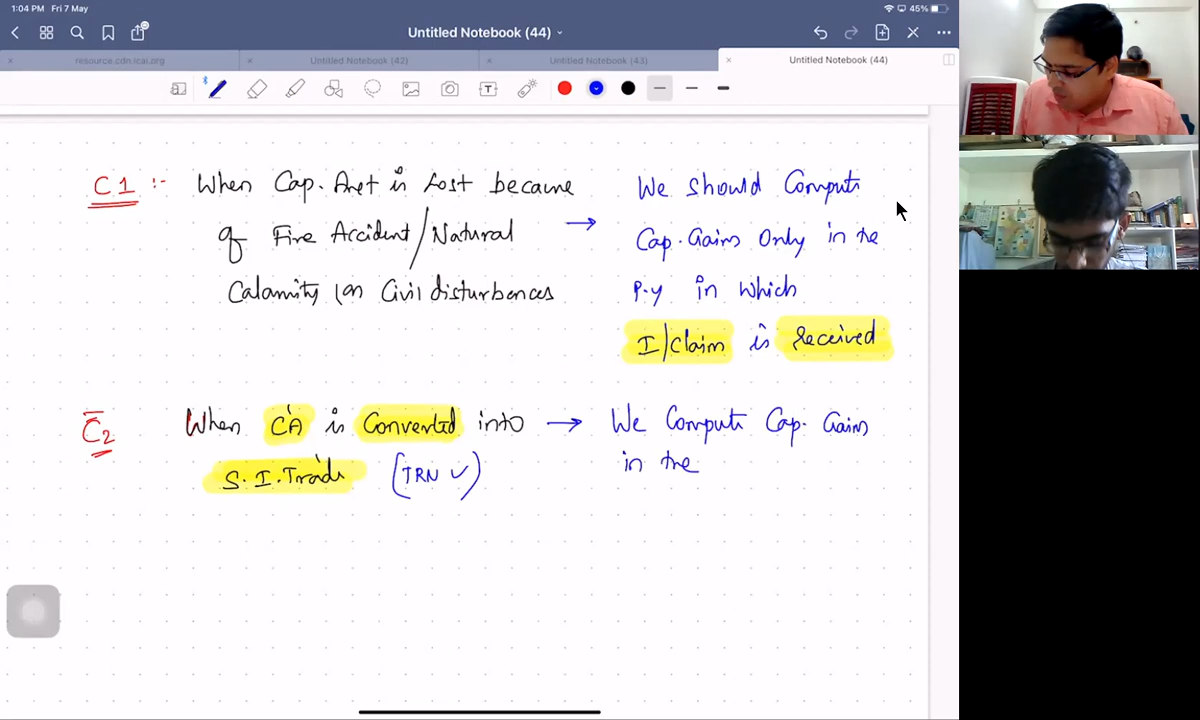 1:04 PM Fri 7 May
45%
Untitled Notebook (44)
resource.cdn.icai.org
Untitled Notebook (42)
Untitled Notebook (43)
Untitled Notebook (44)
C1 :- When Cap. Asset is Lost because
of Fire Accident/Natural
Calamity (or Civil disturbances
→ We Should Compute
Cap. Gains Only in the
P.y in which
I/Claim is received
C2 When CA is Converted into
S.I.Trade (TRN ✓)
→ We Compute Cap. Gains
in the